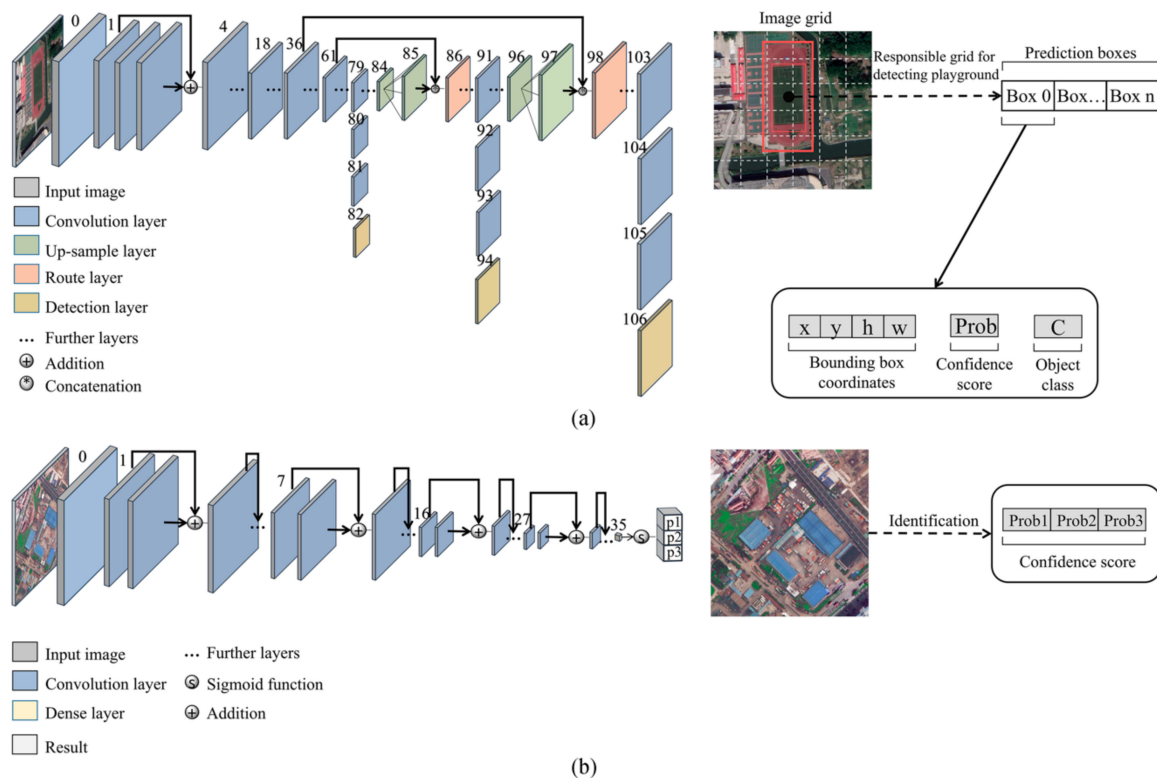 0
1
4
18
36
61
79
84
85
86
91
96
97
98
103
80
81
82
92
93
94
104
105
106
Input image
Convolution layer
Up-sample layer
Route layer
Detection layer
Further layers
Addition
Concatenation
Image grid
Responsible grid for
detecting playground
Prediction boxes
Box 0 Box... Box n
x y h w
Bounding box
coordinates
Prob
Confidence
score
C
Object
class
(a)
0
1
7
16
27
35
S
p1
p2
p3
Identification
Prob1 Prob2 Prob3
Confidence score
Input image
Convolution layer
Dense layer
Result
Further layers
S Sigmoid function
Addition
(b)